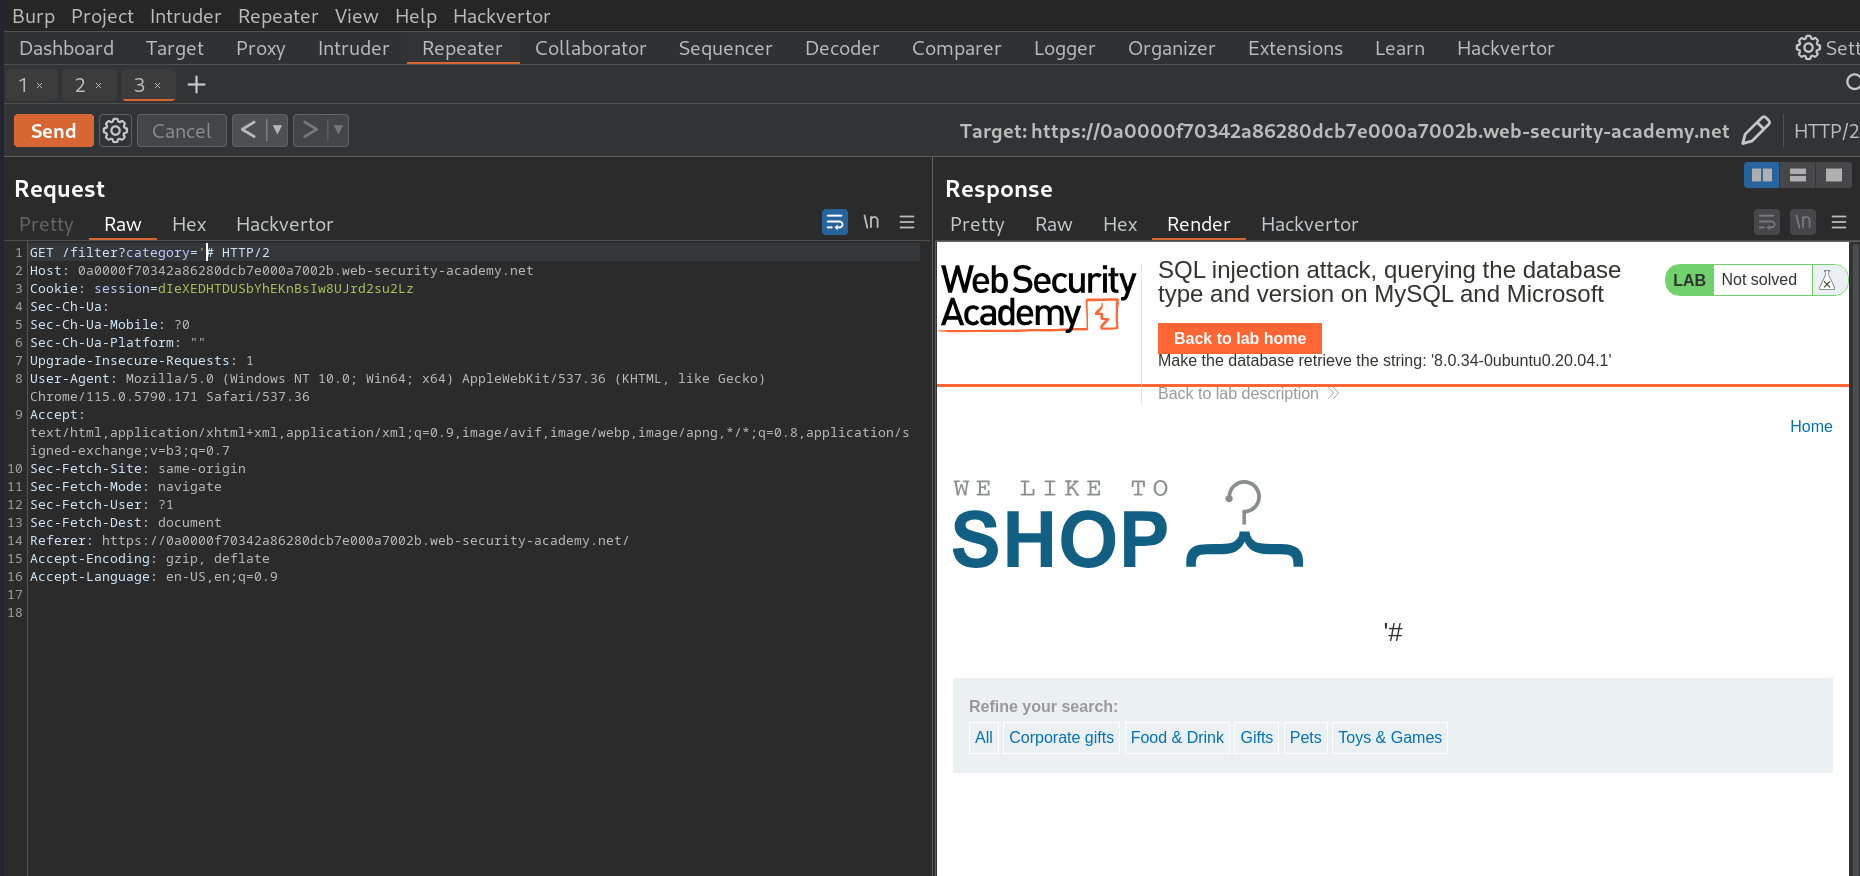 Burp Project Intruder Repeater View Help Hackvertor
Dashboard Target Proxy Intruder Repeater Collaborator Sequencer Decoder Comparer Logger Organizer Extensions Learn Hackvertor Sett
1 × 2 × 3 × +
Send Cancel < ▼ > ▼ Target: https://0a0000f70342a86280dcb7e000a7002b.web-security-academy.net HTTP/2
Request
Pretty Raw Hex Hackvertor \n
1 GET /filter?category='# HTTP/2
2 Host: 0a0000f70342a86280dcb7e000a7002b.web-security-academy.net
3 Cookie: session=dIeXEDHTDUSbYhEKnBsIw8UJrd2su2Lz
4 Sec-Ch-Ua:
5 Sec-Ch-Ua-Mobile: ?0
6 Sec-Ch-Ua-Platform: ""
7 Upgrade-Insecure-Requests: 1
8 User-Agent: Mozilla/5.0 (Windows NT 10.0; Win64; x64) AppleWebKit/537.36 (KHTML, like Gecko)
Chrome/115.0.5790.171 Safari/537.36
9 Accept:
text/html,application/xhtml+xml,application/xml;q=0.9,image/avif,image/webp,image/apng,*/*;q=0.8,application/s
igned-exchange;v=b3;q=0.7
10 Sec-Fetch-Site: same-origin
11 Sec-Fetch-Mode: navigate
12 Sec-Fetch-User: ?1
13 Sec-Fetch-Dest: document
14 Referer: https://0a0000f70342a86280dcb7e000a7002b.web-security-academy.net/
15 Accept-Encoding: gzip, deflate
16 Accept-Language: en-US,en;q=0.9
17
18
Response
Pretty Raw Hex Render Hackvertor \n
Web Security
Academy
SQL injection attack, querying the database
type and version on MySQL and Microsoft
LAB Not solved
Back to lab home
Make the database retrieve the string: '8.0.34-0ubuntu0.20.04.1'
Back to lab description
Home
WE LIKE TO
SHOP
'#
Refine your search:
All Corporate gifts Food & Drink Gifts Pets Toys & Games